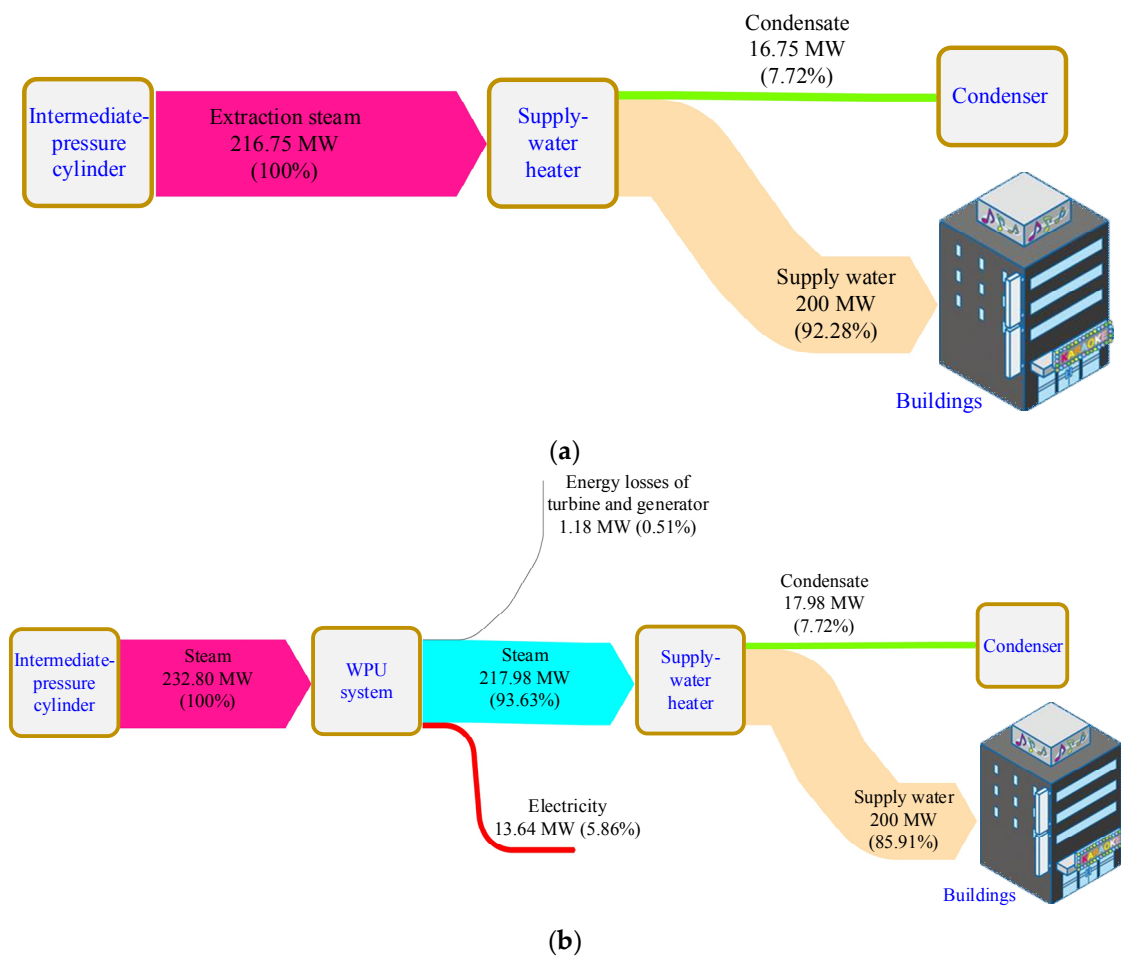 Condensate
16.75 MW
(7.72%)
Intermediate-
pressure
cylinder
Extraction steam
216.75 MW
(100%)
Supply-
water
heater
Condenser
Supply water
200 MW
(92.28%)
KARAOKE
Buildings
(a)
Energy losses of
turbine and generator
1.18 MW (0.51%)
Condensate
17.98 MW
(7.72%)
Intermediate-
pressure
cylinder
Steam
232.80 MW
(100%)
WPU
system
Steam
217.98 MW
(93.63%)
Supply-
water
heater
Condenser
Electricity
13.64 MW (5.86%)
Supply water
200 MW
(85.91%)
KARAOKE
Buildings
(b)